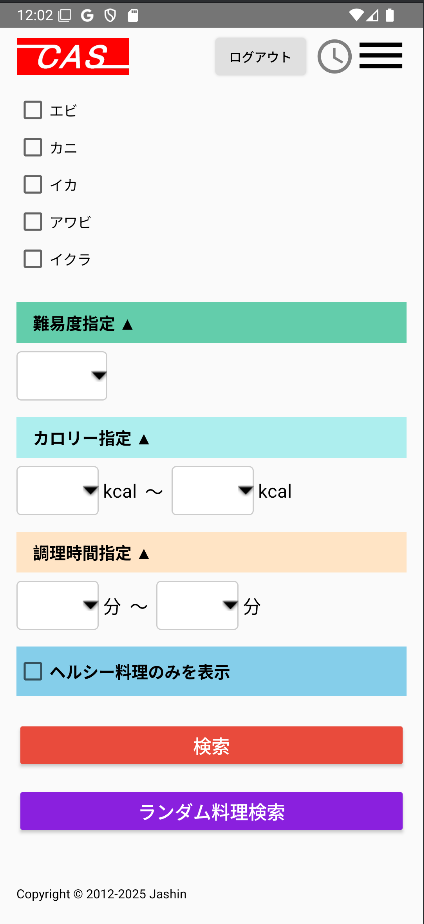 12:02
CAS
ログアウト
エビ
カニ
イカ
アワビ
イクラ
難易度指定 ▲
カロリー指定 ▲
kcal ～ kcal
調理時間指定 ▲
分 ～ 分
ヘルシー料理のみを表示
検索
ランダム料理検索
Copyright © 2012-2025 Jashin